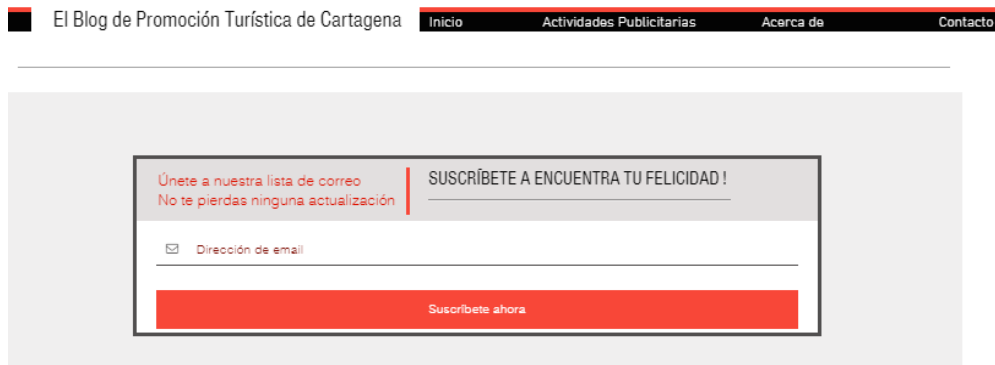 El Blog de Promoción Turística de Cartagena
Inicio
Actividades Publicitarias
Acerca de
Contacto
Únete a nuestra lista de correo
No te pierdas ninguna actualización
SUSCRÍBETE A ENCUENTRA TU FELICIDAD !
Dirección de email
Suscríbete ahora